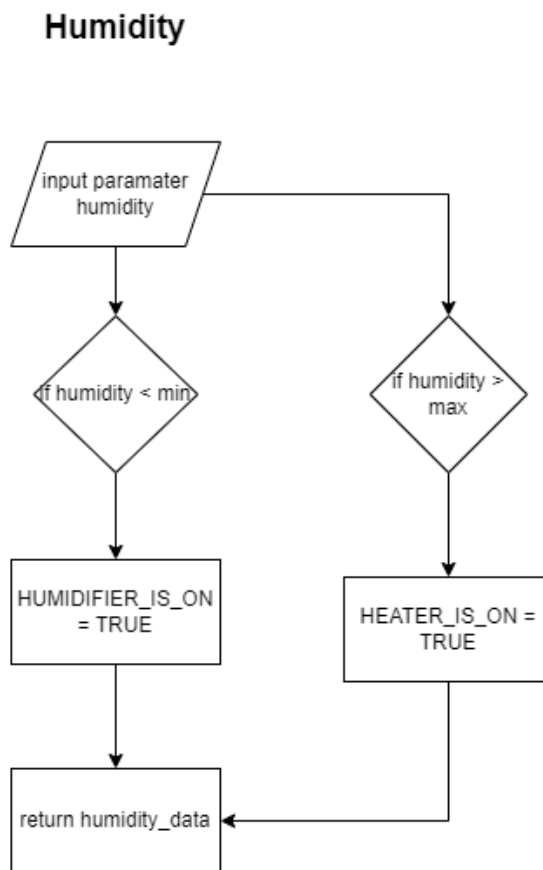 Humidity
input paramater
humidity
If humidity < min
if humidity >
max
HUMIDIFIER_IS_ON
= TRUE
HEATER_IS_ON =
TRUE
return humidity_data